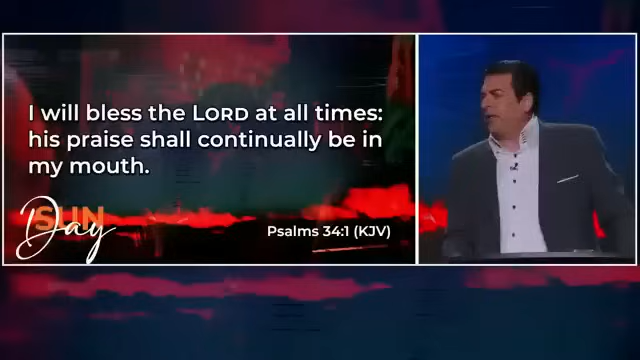 I will bless the LORD at all times:
his praise shall continually be in
my mouth.
SUN
Day
Psalms 34:1 (KJV)